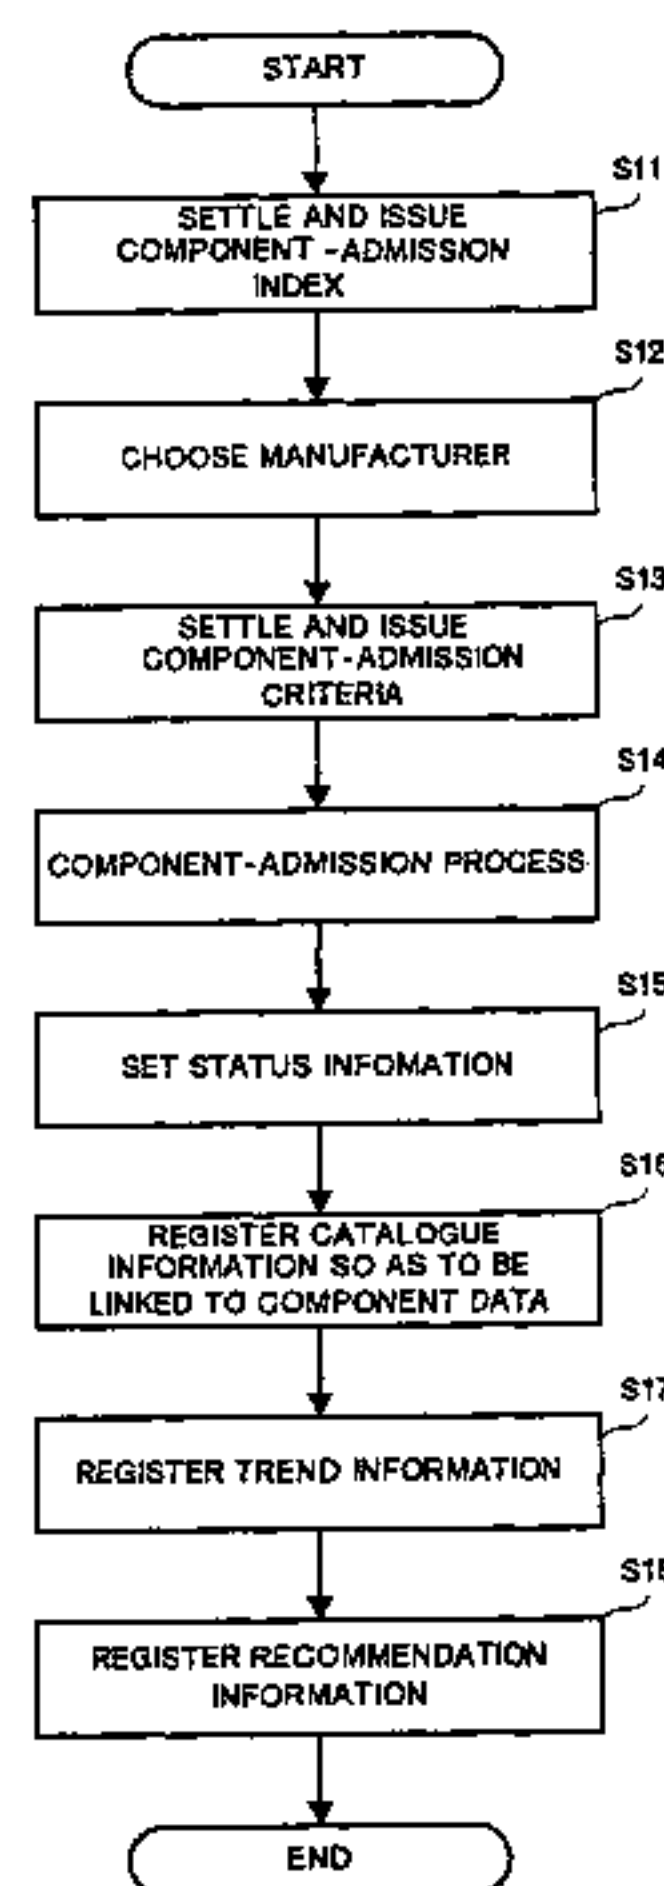 START
S11
SETTLE AND ISSUE
COMPONENT-ADMISSION
INDEX
S12
CHOOSE MANUFACTURER
S13
SETTLE AND ISSUE
COMPONENT-ADMISSION
CRITERIA
S14
COMPONENT-ADMISSION PROCESS
S15
SET STATUS INFOMATION
S16
REGISTER CATALOGUE
INFORMATION SO AS TO BE
LINKED TO COMPONENT DATA
S17
REGISTER TREND INFORMATION
S18
REGISTER RECOMMENDATION
INFORMATION
END